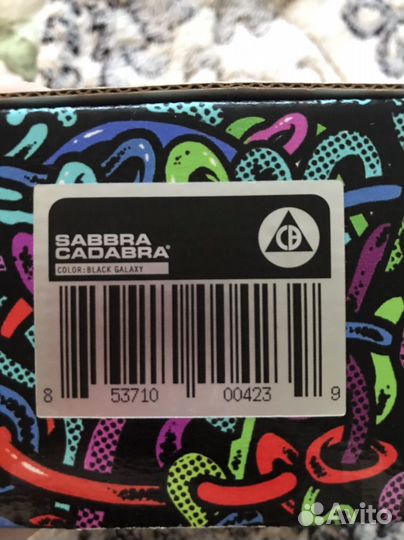 SABBRA
CADABRA®
COLOR: BLACK GALAXY
CB
8 53710 00423 9
Avito